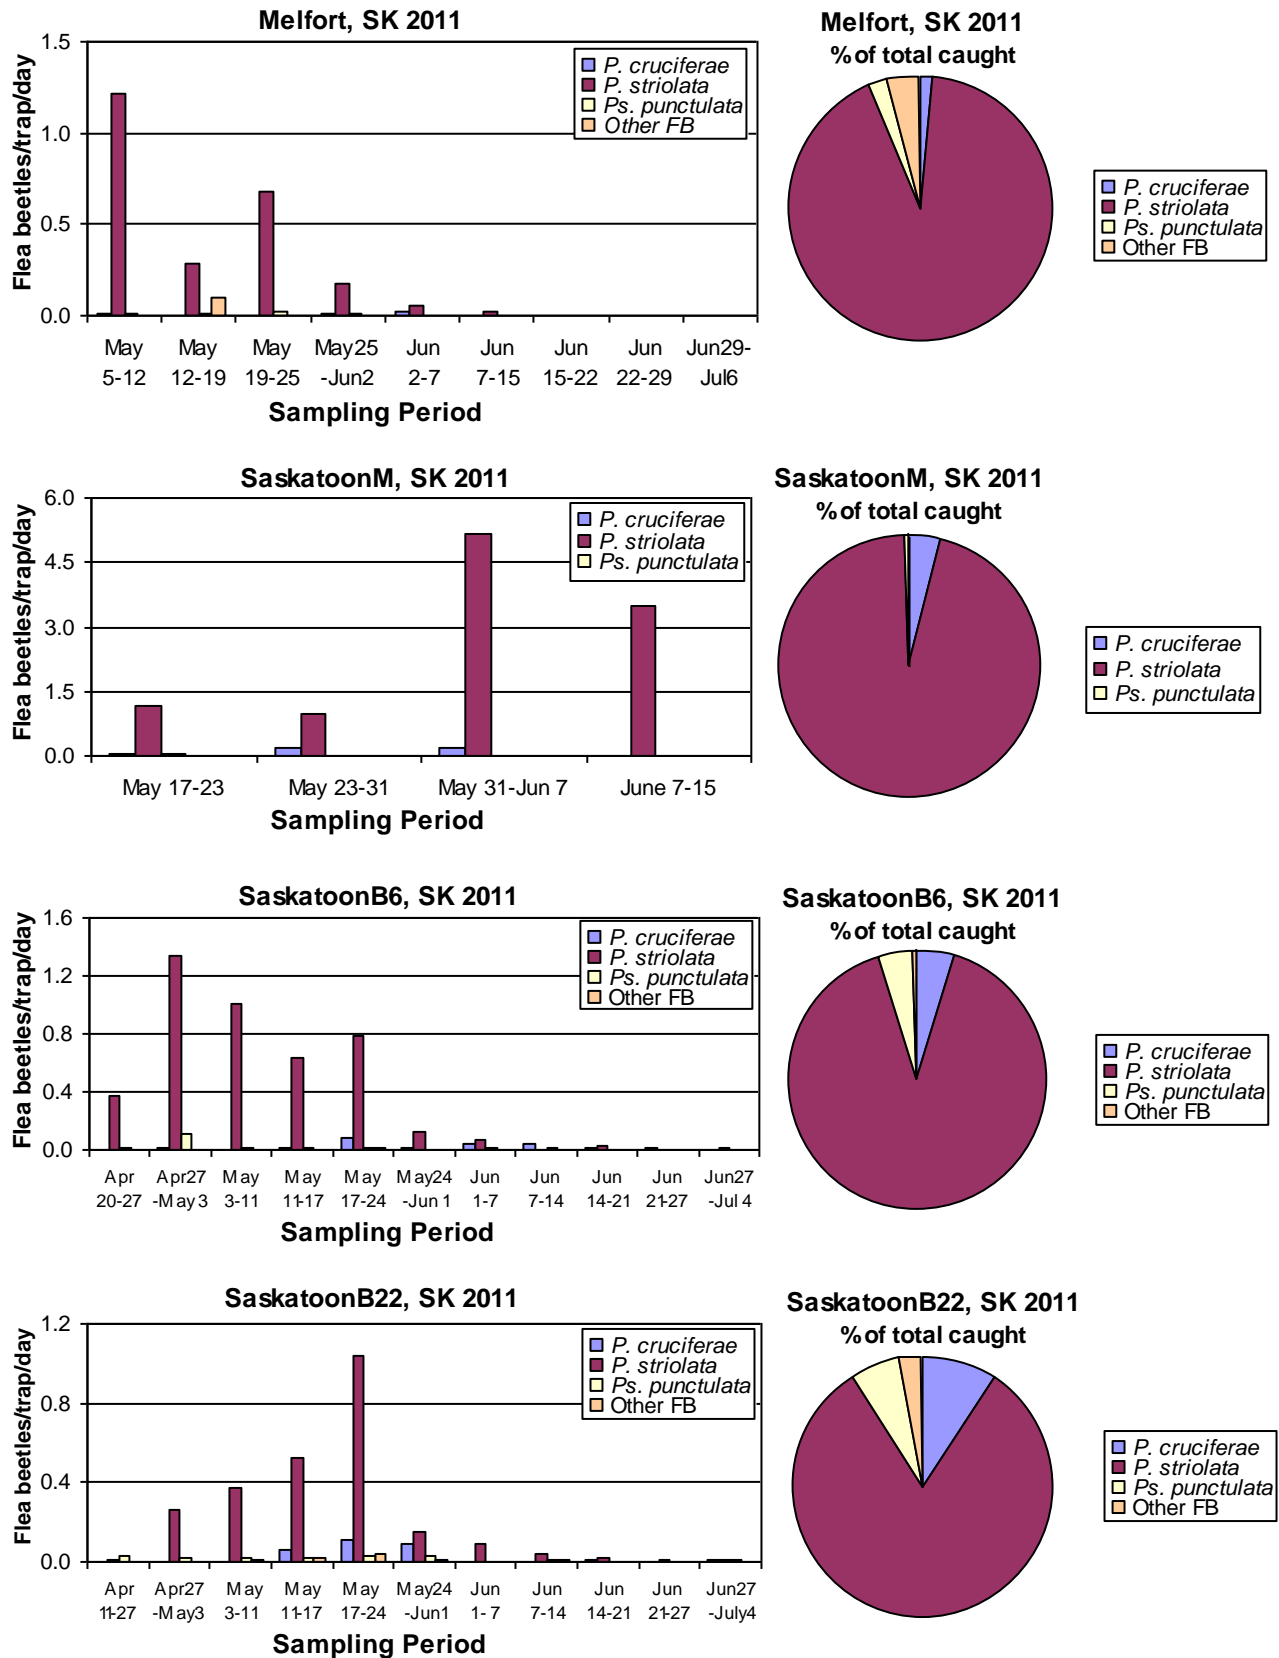 Melfort, SK 2011
Flea beetles/trap/day
1.5
1.0
0.5
0.0
P. cruciferae
P. striolata
Ps. punctulata
Other FB
May May May May25 Jun Jun Jun Jun Jun29-
5-12 12-19 19-25 -Jun2 2-7 7-15 15-22 22-29 Jul6
Sampling Period
Melfort, SK 2011
% of total caught
P. cruciferae
P. striolata
Ps. punctulata
Other FB
SaskatoonM, SK 2011
Flea beetles/trap/day
6.0
4.5
3.0
1.5
0.0
P. cruciferae
P. striolata
Ps. punctulata
May 17-23 May 23-31 May 31-Jun 7 June 7-15
Sampling Period
SaskatoonM, SK 2011
% of total caught
P. cruciferae
P. striolata
Ps. punctulata
SaskatoonB6, SK 2011
Flea beetles/trap/day
1.6
1.2
0.8
0.4
0.0
P. cruciferae
P. striolata
Ps. punctulata
Other FB
Apr Apr27 May May May May24 Jun Jun Jun Jun Jun27
20-27 -May 3 3-11 11-17 17-24 -Jun 1 1-7 7-14 14-21 21-27 -Jul 4
Sampling Period
SaskatoonB6, SK 2011
% of total caught
P. cruciferae
P. striolata
Ps. punctulata
Other FB
SaskatoonB22, SK 2011
Flea beetles/trap/day
1.2
0.8
0.4
0.0
P. cruciferae
P. striolata
Ps. punctulata
Other FB
Apr Apr27 May May May May24 Jun Jun Jun Jun Jun27
11-27 -May3 3-11 11-17 17-24 -Jun1 1- 7 7-14 14-21 21-27 -July4
Sampling Period
SaskatoonB22, SK 2011
% of total caught
P. cruciferae
P. striolata
Ps. punctulata
Other FB